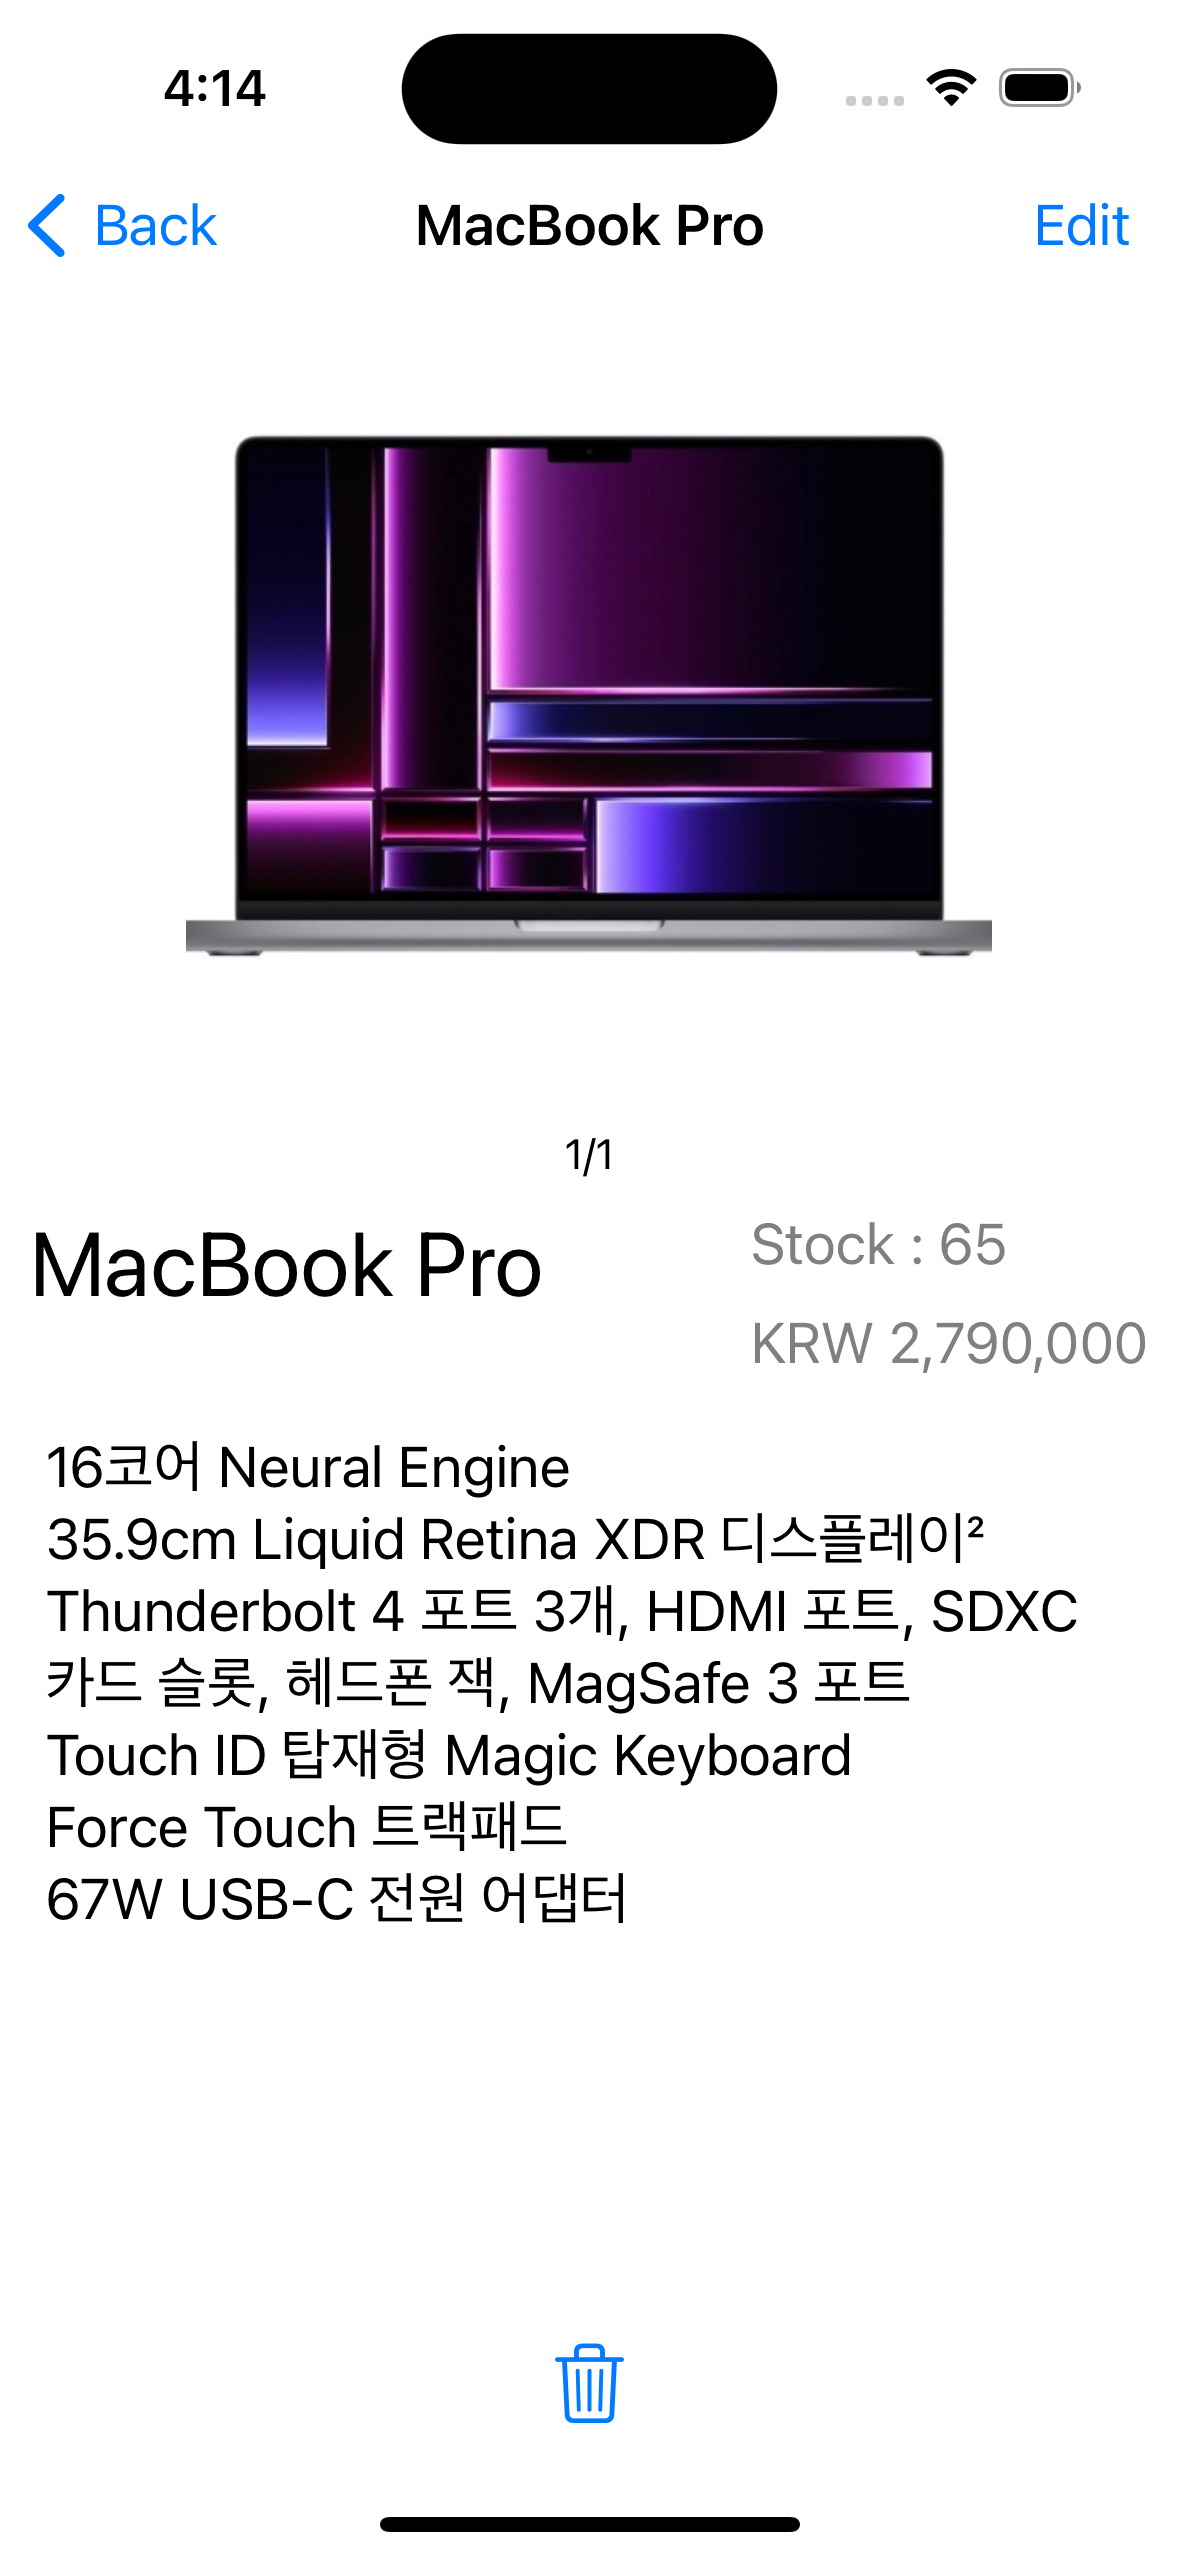 4:14
Back
MacBook Pro
Edit
1/1
MacBook Pro
Stock : 65
KRW 2,790,000
16코어 Neural Engine
35.9cm Liquid Retina XDR 디스플레이²
Thunderbolt 4 포트 3개, HDMI 포트, SDXC
카드 슬롯, 헤드폰 잭, MagSafe 3 포트
Touch ID 탑재형 Magic Keyboard
Force Touch 트랙패드
67W USB-C 전원 어댑터